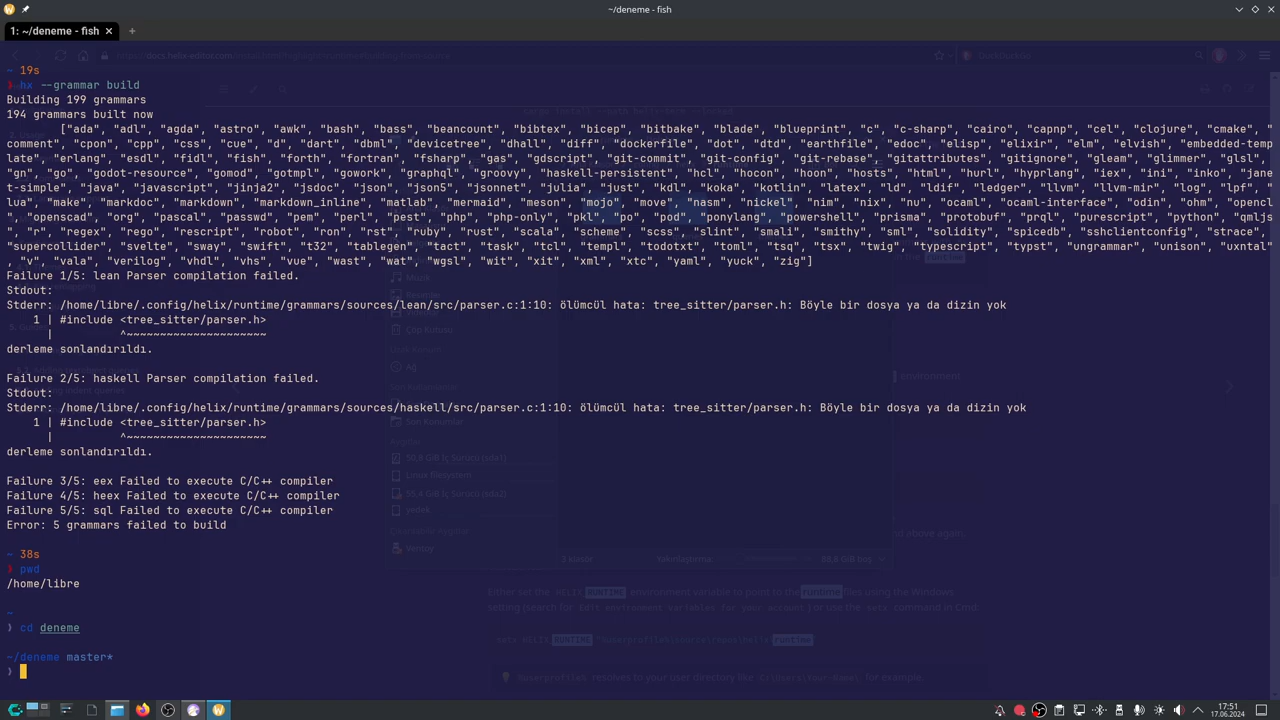 ~/deneme — fish
1: ~/deneme - fish
~ 19s
❯ hx --grammar build
Building 199 grammars
194 grammars built now
["ada", "adl", "agda", "astro", "awk", "bash", "bass", "beancount", "bibtex", "bicep", "bitbake", "blade", "blueprint", "c", "c-sharp", "cairo", "capnp", "cel", "clojure", "cmake", "
comment", "cpon", "cpp", "css", "cue", "d", "dart", "dbml", "devicetree", "dhall", "diff", "dockerfile", "dot", "dtd", "earthfile", "edoc", "elisp", "elixir", "elm", "elvish", "embedded-temp
late", "erlang", "esdl", "fidl", "fish", "forth", "fortran", "fsharp", "gas", "gdscript", "git-commit", "git-config", "git-rebase", "gitattributes", "gitignore", "gleam", "glimmer", "glsl",
"gn", "go", "godot-resource", "gomod", "gotmpl", "gowork", "graphql", "groovy", "haskell-persistent", "hcl", "hocon", "hoon", "hosts", "html", "hurl", "hyprlang", "iex", "ini", "inko", "jane
t-simple", "java", "javascript", "jinja2", "jsdoc", "json", "json5", "jsonnet", "julia", "just", "kdl", "koka", "kotlin", "latex", "ld", "ldif", "ledger", "llvm", "llvm-mir", "log", "lpf", "
lua", "make", "markdoc", "markdown", "markdown_inline", "matlab", "mermaid", "meson", "mojo", "move", "nasm", "nickel", "nim", "nix", "nu", "ocaml", "ocaml-interface", "odin", "ohm", "opencl
", "openscad", "org", "pascal", "passwd", "pem", "perl", "pest", "php", "php-only", "pkl", "po", "pod", "ponylang", "powershell", "prisma", "protobuf", "prql", "purescript", "python", "qmljs
", "r", "regex", "rego", "rescript", "robot", "ron", "rst", "ruby", "rust", "scala", "scheme", "scss", "slint", "smali", "smithy", "sml", "solidity", "spicedb", "sshclientconfig", "strace",
"supercollider", "svelte", "sway", "swift", "t32", "tablegen", "tact", "task", "tcl", "templ", "todotxt", "toml", "tsq", "tsx", "twig", "typescript", "typst", "ungrammar", "unison", "uxntal"
, "v", "vala", "verilog", "vhdl", "vhs", "vue", "wast", "wat", "wgsl", "wit", "xit", "xml", "xtc", "yaml", "yuck", "zig"]
Failure 1/5: lean Parser compilation failed.
Stdout:
Stderr: /home/libre/.config/helix/runtime/grammars/sources/lean/src/parser.c:1:10: ölümcül hata: tree_sitter/parser.h: Böyle bir dosya ya da dizin yok
1 | #include <tree_sitter/parser.h>
| ^~~~~~~~~~~~~~~~~~~~~~
derleme sonlandırıldı.
Failure 2/5: haskell Parser compilation failed.
Stdout:
Stderr: /home/libre/.config/helix/runtime/grammars/sources/haskell/src/parser.c:1:10: ölümcül hata: tree_sitter/parser.h: Böyle bir dosya ya da dizin yok
1 | #include <tree_sitter/parser.h>
| ^~~~~~~~~~~~~~~~~~~~~~
derleme sonlandırıldı.
Failure 3/5: eex Failed to execute C/C++ compiler
Failure 4/5: heex Failed to execute C/C++ compiler
Failure 5/5: sql Failed to execute C/C++ compiler
Error: 5 grammars failed to build
~ 38s
❯ pwd
/home/libre
~
❯ cd deneme
~/deneme master*
❯
Either set the HELIX_RUNTIME environment variable to point to the runtime files using the Windows
17:51
17.06.2024